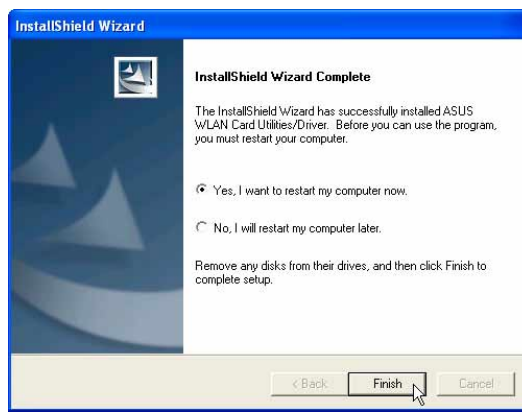 InstallShield Wizard
InstallShield Wizard Complete
The InstallShield Wizard has successfully installed ASUS
WLAN Card Utilities/Driver. Before you can use the program,
you must restart your computer.
Yes, I want to restart my computer now.
No, I will restart my computer later.
Remove any disks from their drives, and then click Finish to
complete setup.
< Back Finish Cancel